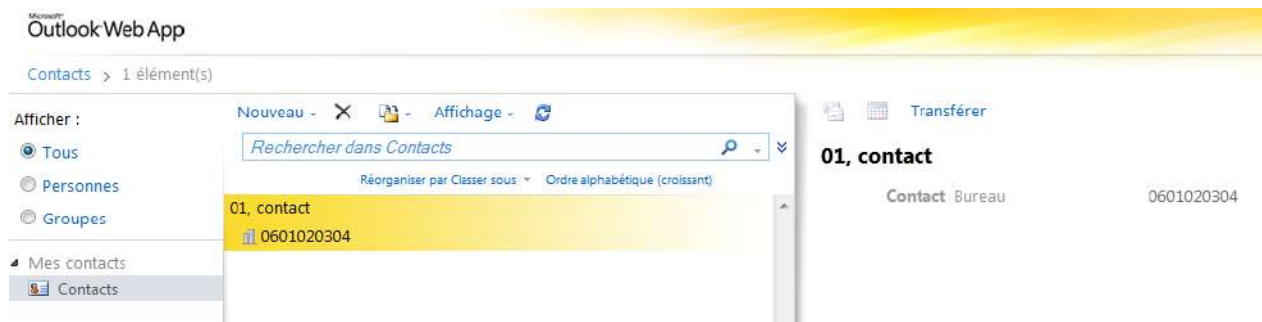 Microsoft®
Outlook Web App
Contacts > 1 élément(s)
Afficher :
Tous
Personnes
Groupes
Mes contacts
Contacts
Nouveau - Affichage -
Rechercher dans Contacts
Réorganiser par Classer sous Ordre alphabétique (croissant)
01, contact
0601020304
Transférer
01, contact
Contact Bureau 0601020304